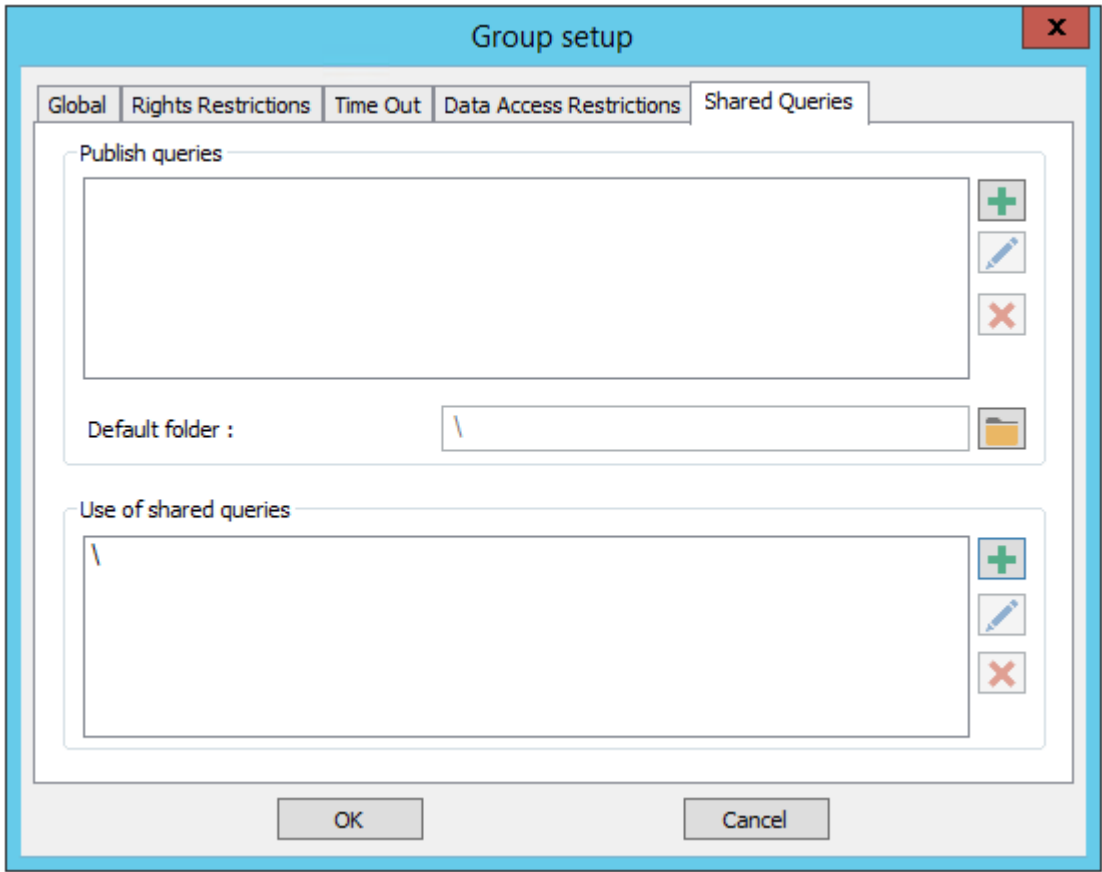 Group setup
x
Global Rights Restrictions Time Out Data Access Restrictions Shared Queries
Publish queries
Default folder : \
Use of shared queries
\
OK Cancel